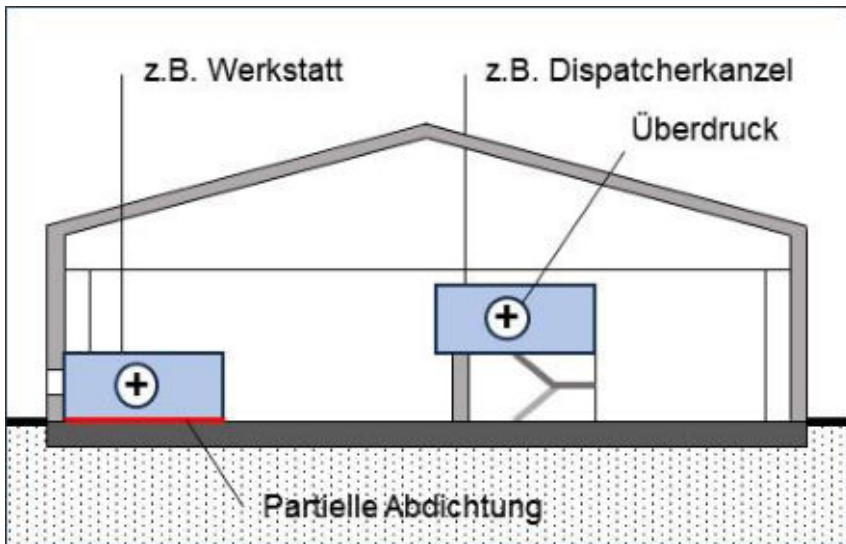 z.B. Werkstatt
z.B. Dispatcherkanzel
Überdruck
+
+
Partielle Abdichtung